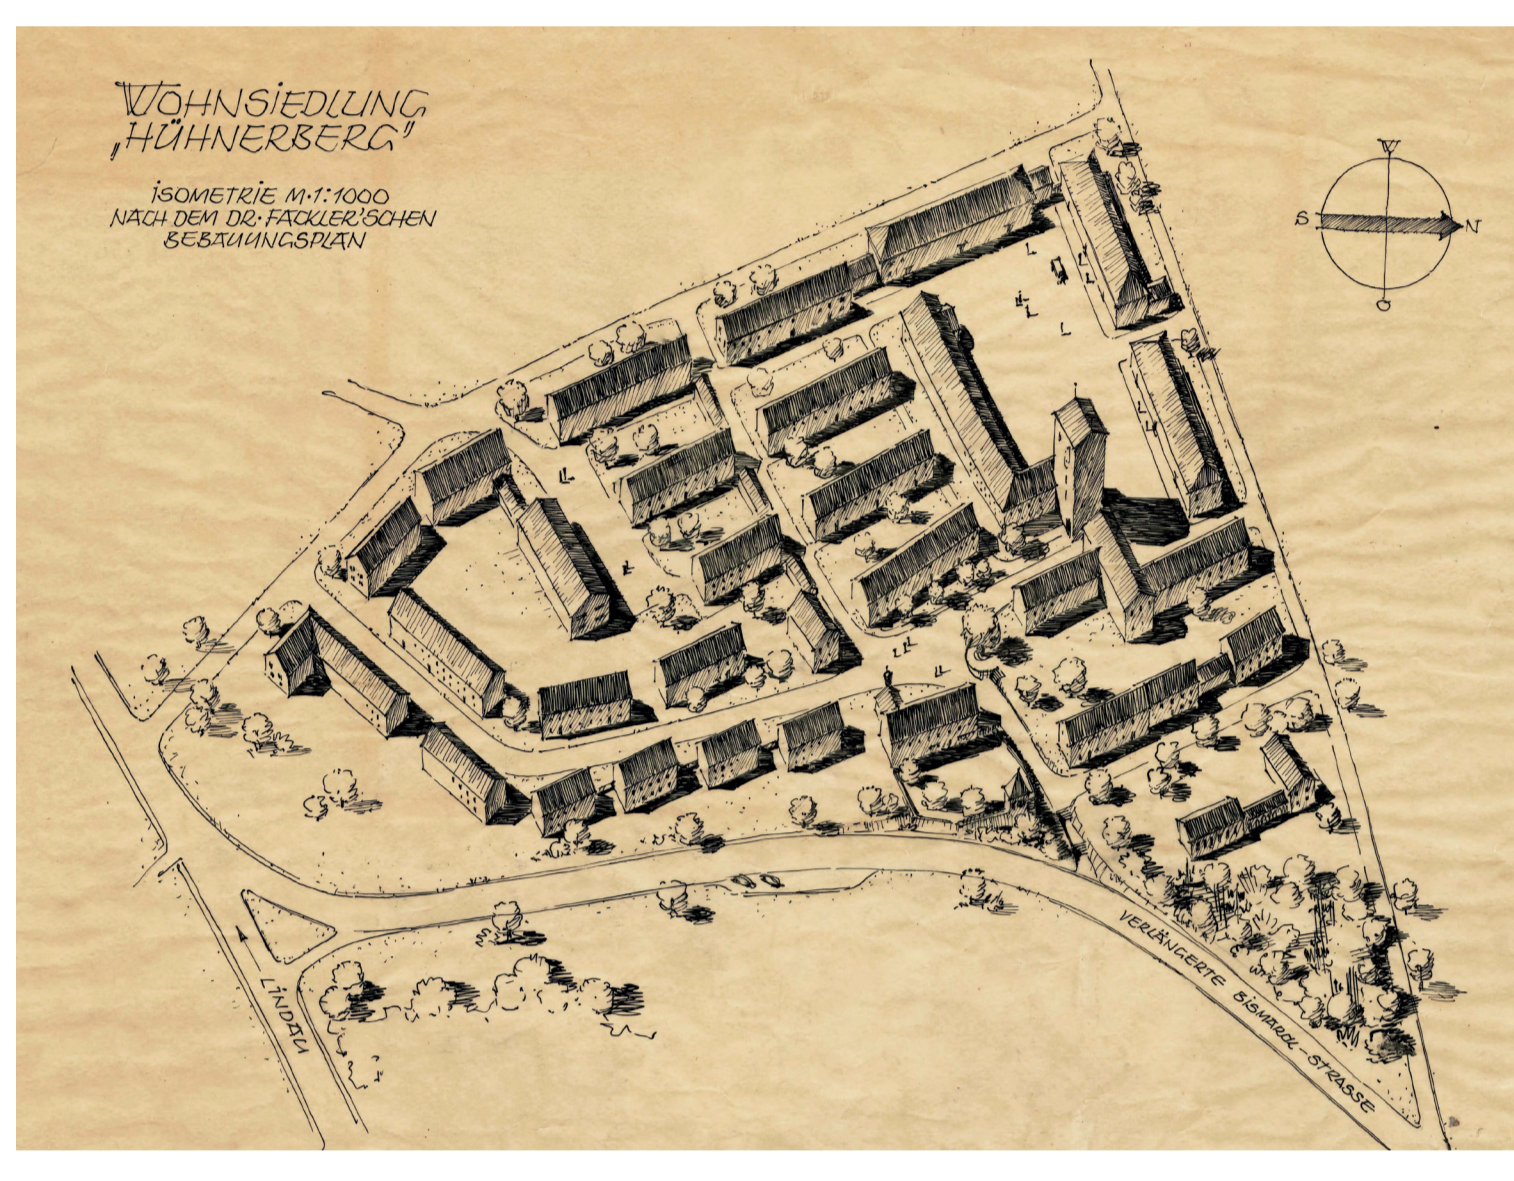 WOHNSIEDLUNG
„HÜHNERBERG"
ISOMETRIE M·1:1000
NACH DEM DR· FACKLER'SCHEN
BEBAUUNGSPLAN
W
S
N
O
VERLÄNGERTE BISMARCK-STRASSE
LINDAU